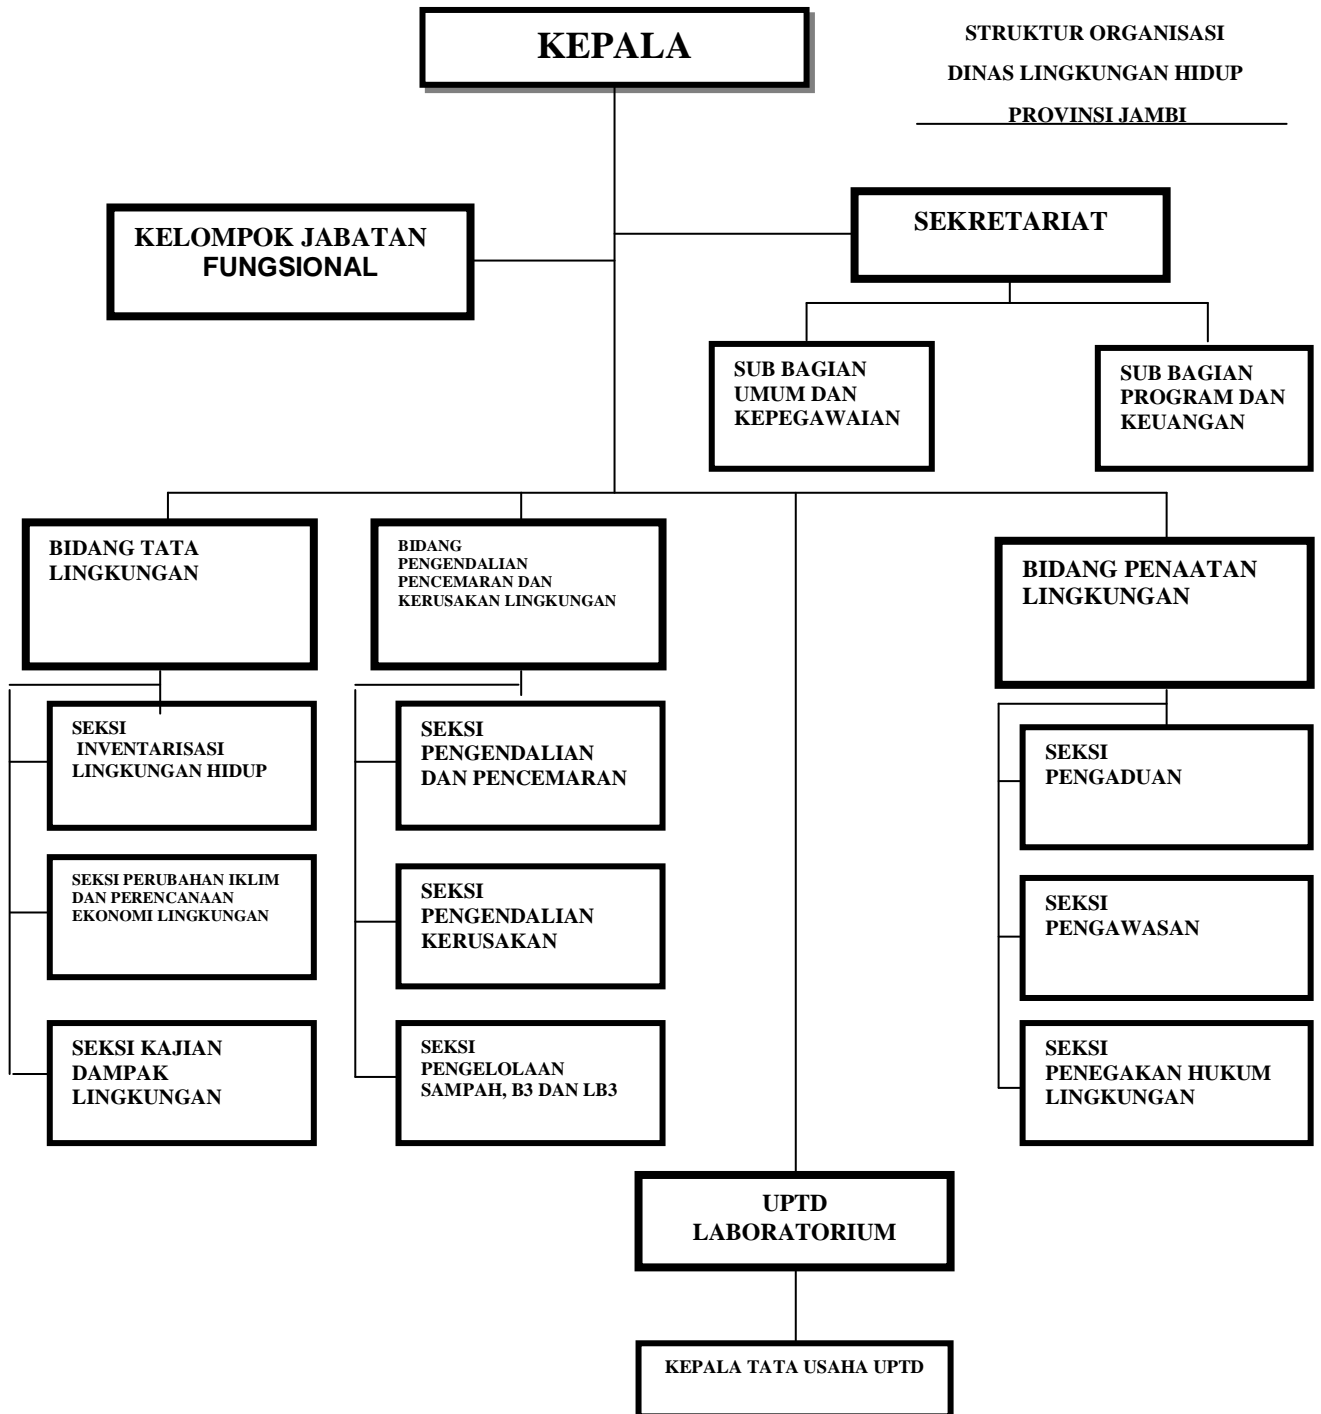 KEPALA
STRUKTUR ORGANISASI
DINAS LINGKUNGAN HIDUP
PROVINSI JAMBI
KELOMPOK JABATAN
FUNGSIONAL
SEKRETARIAT
SUB BAGIAN
UMUM DAN
KEPEGAWAIAN
SUB BAGIAN
PROGRAM DAN
KEUANGAN
BIDANG TATA
LINGKUNGAN
BIDANG
PENGENDALIAN
PENCEMARAN DAN
KERUSAKAN LINGKUNGAN
BIDANG PENAATAN
LINGKUNGAN
SEKSI
INVENTARISASI
LINGKUNGAN HIDUP
SEKSI PERUBAHAN IKLIM
DAN PERENCANAAN
EKONOMI LINGKUNGAN
SEKSI KAJIAN
DAMPAK
LINGKUNGAN
SEKSI
PENGENDALIAN
DAN PENCEMARAN
SEKSI
PENGENDALIAN
KERUSAKAN
SEKSI
PENGELOLAAN
SAMPAH, B3 DAN LB3
SEKSI
PENGADUAN
SEKSI
PENGAWASAN
SEKSI
PENEGAKAN HUKUM
LINGKUNGAN
UPTD
LABORATORIUM
KEPALA TATA USAHA UPTD